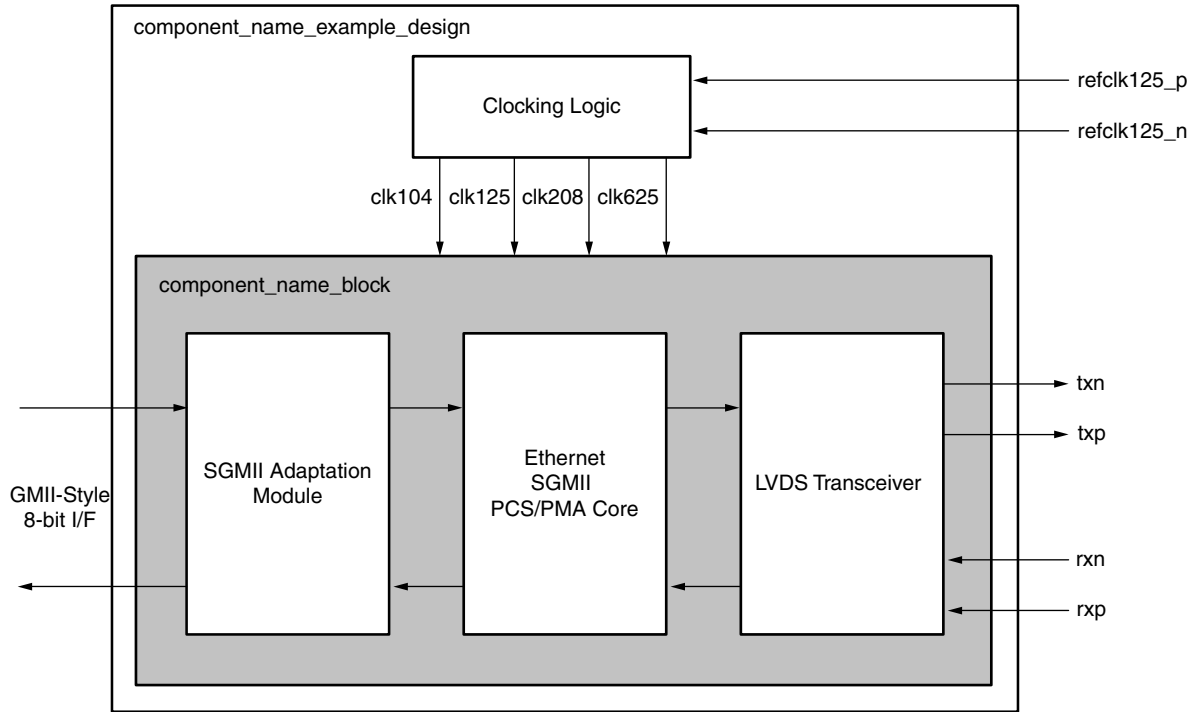 component_name_example_design
Clocking Logic
refclk125_p
refclk125_n
clk104
clk125
clk208
clk625
component_name_block
SGMII Adaptation
Module
Ethernet
SGMII
PCS/PMA Core
LVDS Transceiver
GMII-Style
8-bit I/F
txn
txp
rxn
rxp